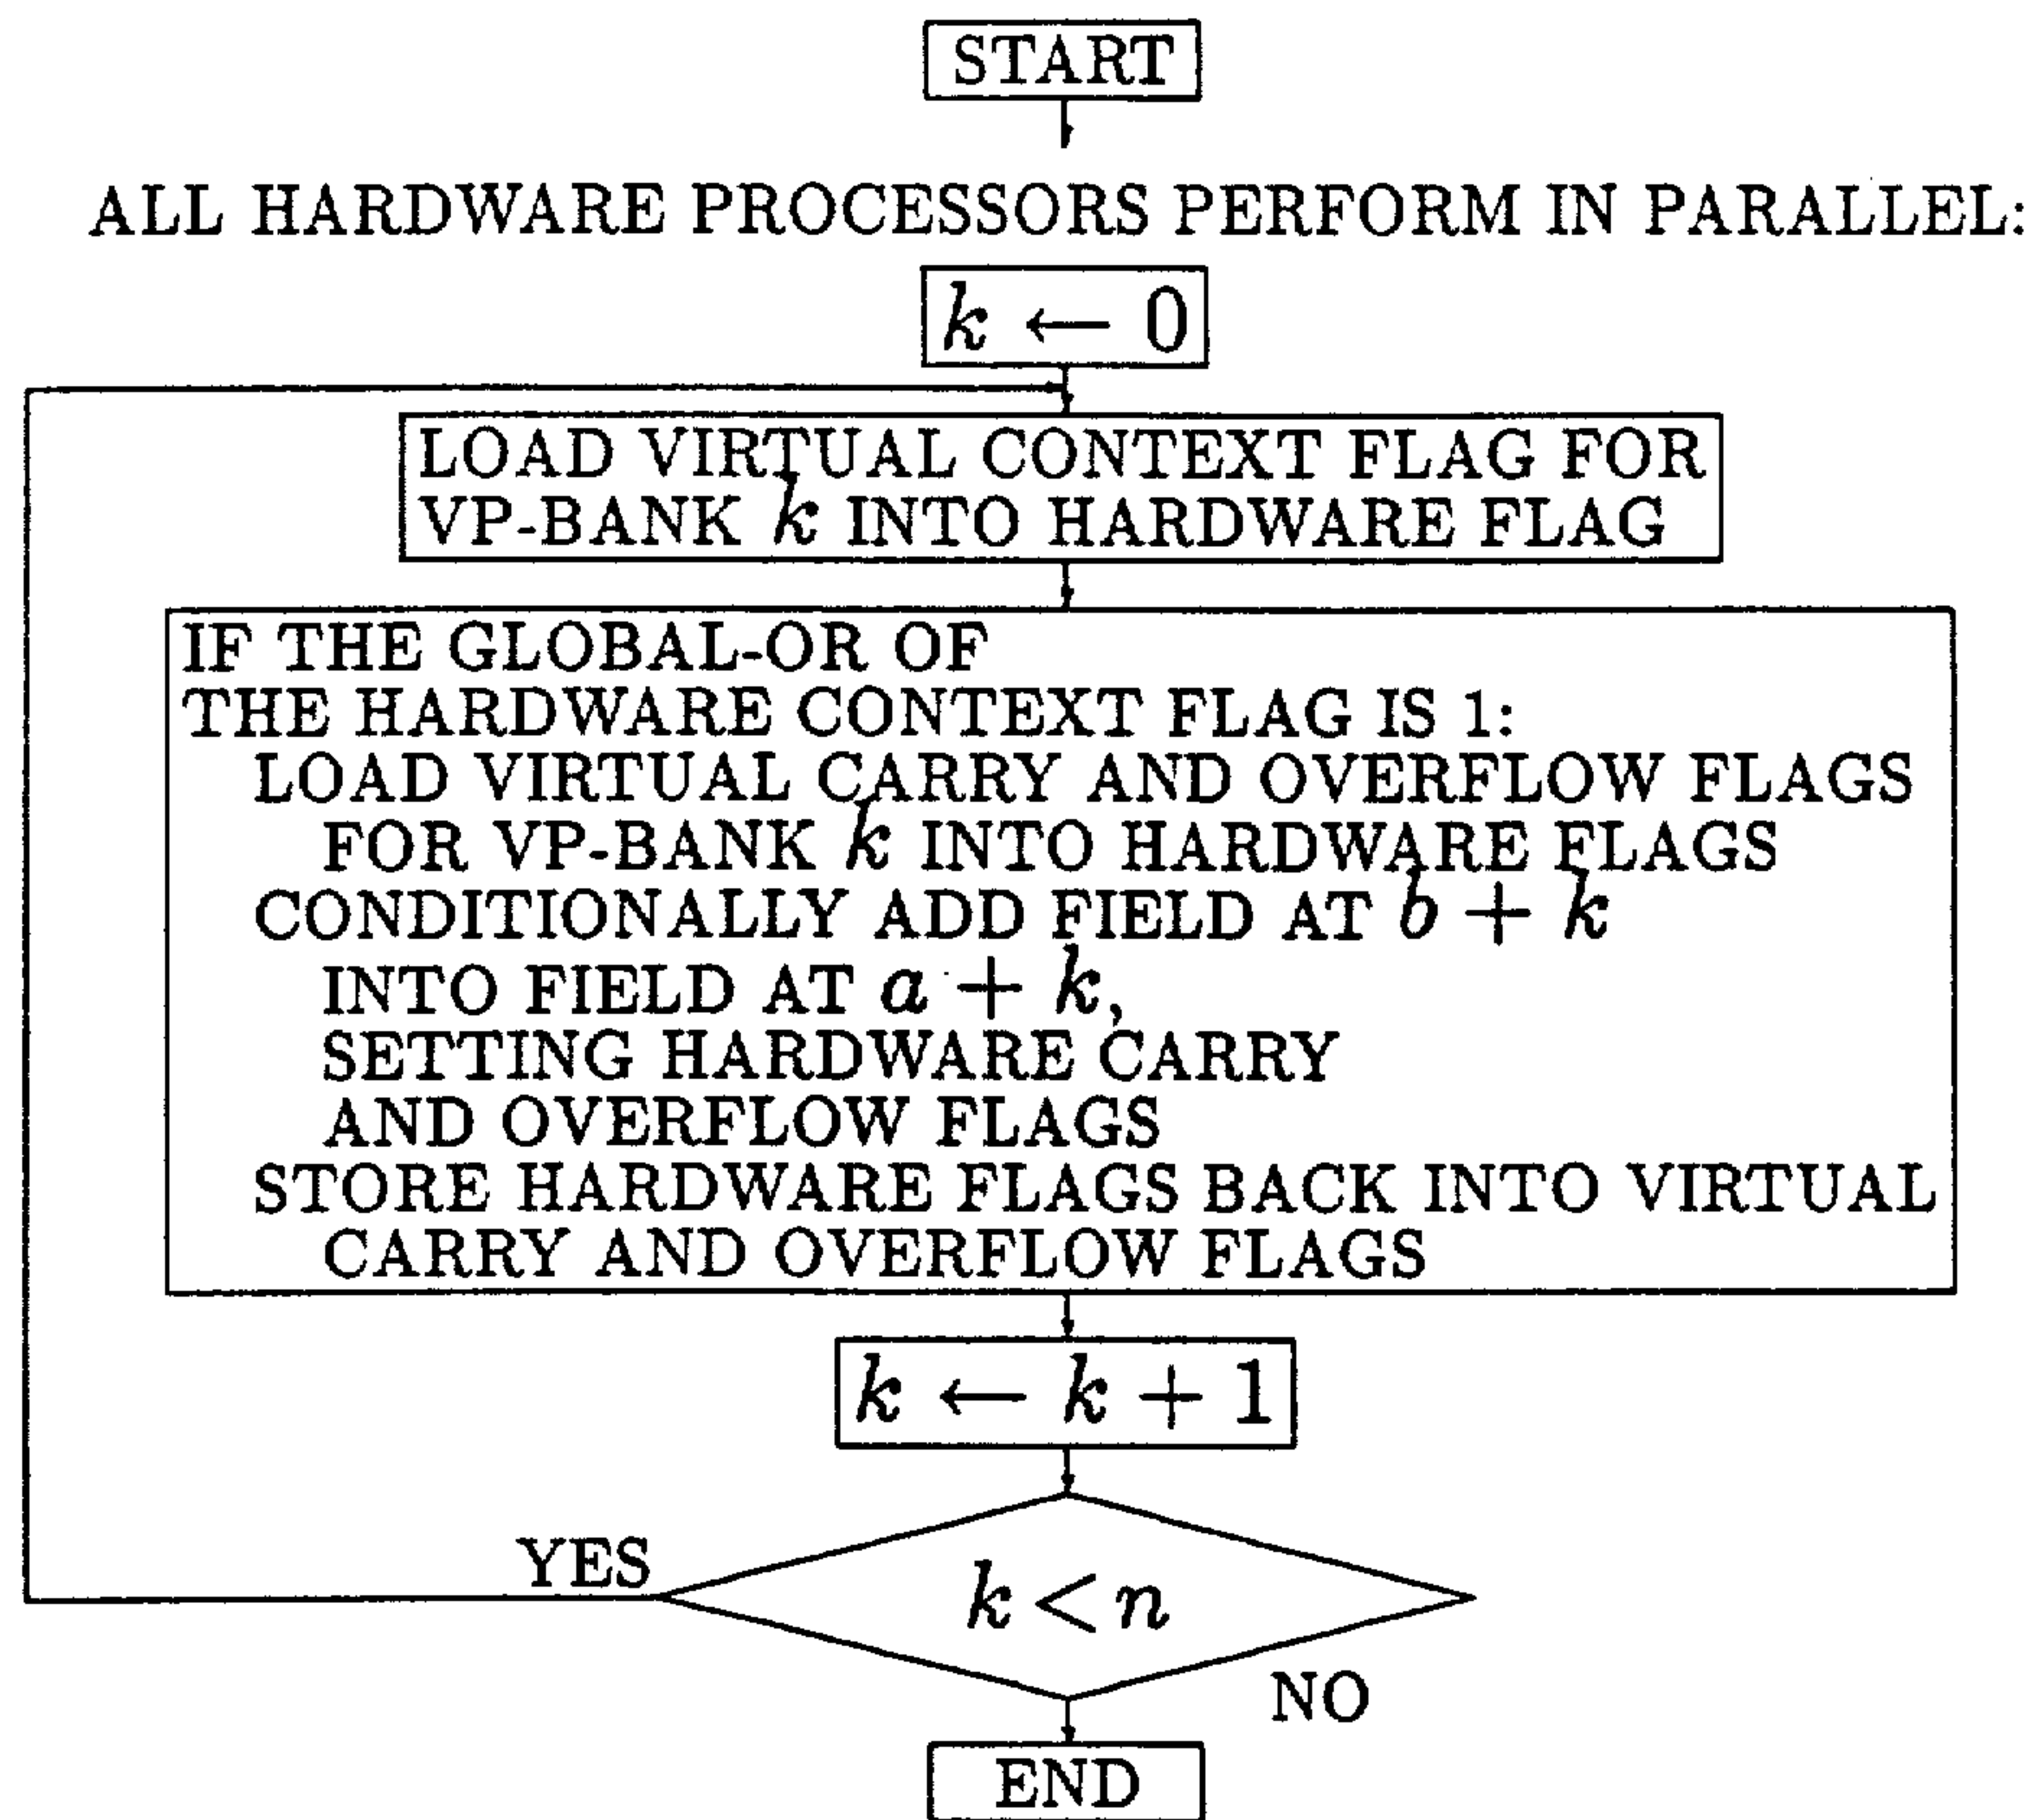 START
ALL HARDWARE PROCESSORS PERFORM IN PARALLEL:
k ← 0
LOAD VIRTUAL CONTEXT FLAG FOR
VP-BANK k INTO HARDWARE FLAG
IF THE GLOBAL-OR OF
THE HARDWARE CONTEXT FLAG IS 1:
LOAD VIRTUAL CARRY AND OVERFLOW FLAGS
FOR VP-BANK k INTO HARDWARE FLAGS
CONDITIONALLY ADD FIELD AT b + k
INTO FIELD AT a + k,
SETTING HARDWARE CARRY
AND OVERFLOW FLAGS
STORE HARDWARE FLAGS BACK INTO VIRTUAL
CARRY AND OVERFLOW FLAGS
k ← k + 1
YES
k < n
NO
END